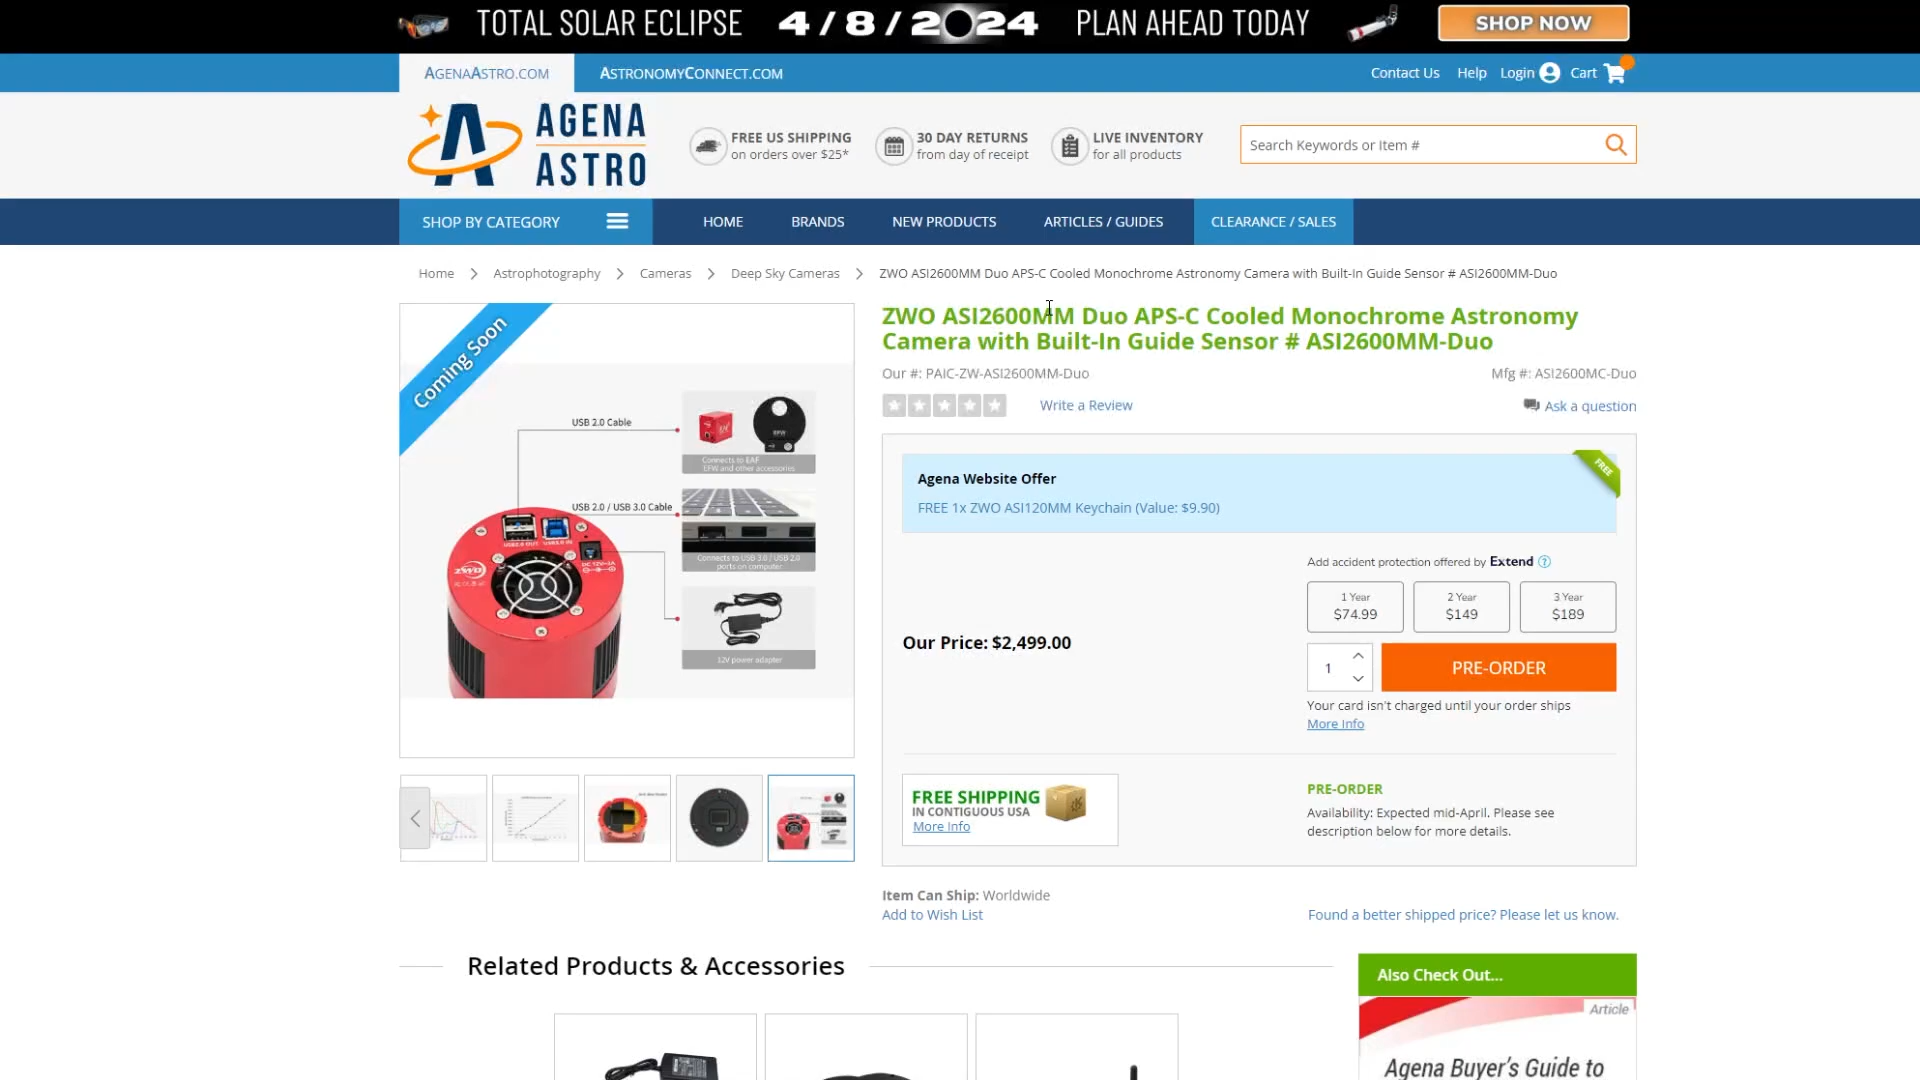 TOTAL SOLAR ECLIPSE 4/8/2024 PLAN AHEAD TODAY SHOP NOW
AGENAASTRO.COM ASTRONOMYCONNECT.COM Contact Us Help Login Cart
AGENA
ASTRO
FREE US SHIPPING
on orders over $25*
30 DAY RETURNS
from day of receipt
LIVE INVENTORY
for all products
Search Keywords or Item #
SHOP BY CATEGORY HOME BRANDS NEW PRODUCTS ARTICLES / GUIDES CLEARANCE / SALES
Home Astrophotography Cameras Deep Sky Cameras ZWO ASI2600MM Duo APS-C Cooled Monochrome Astronomy Camera with Built-In Guide Sensor # ASI2600MM-Duo
Coming Soon
USB 2.0 Cable
EFW
Connects to EAF
EFW and other accessories
USB 2.0 / USB 3.0 Cable
Connects to USB 3.0 / USB 2.0
ports on computer
USB2.0 OUT USB3.0 IN
DC 12V=3A
ZWO
12V power adapter
ZWO ASI2600MM Duo APS-C Cooled Monochrome Astronomy
Camera with Built-In Guide Sensor # ASI2600MM-Duo
Our #: PAIC-ZW-ASI2600MM-Duo Mfg #: ASI2600MC-Duo
Write a Review Ask a question
FREE
Agena Website Offer
FREE 1x ZWO ASI120MM Keychain (Value: $9.90)
Add accident protection offered by Extend ?
1 Year
$74.99
2 Year
$149
3 Year
$189
Our Price: $2,499.00
1 PRE-ORDER
Your card isn't charged until your order ships
More Info
FREE SHIPPING
IN CONTIGUOUS USA
More Info
PRE-ORDER
Availability: Expected mid-April. Please see
description below for more details.
Item Can Ship: Worldwide
Add to Wish List
Found a better shipped price? Please let us know.
Related Products & Accessories
Also Check Out...
Article
Agena Buyer's Guide to